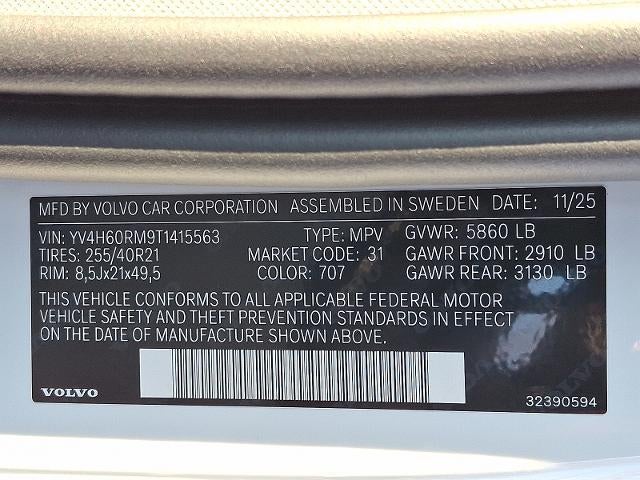 MFD BY VOLVO CAR CORPORATION ASSEMBLED IN SWEDEN DATE: 11/25
VIN: YV4H60RM9T1415563 TYPE: MPV GVWR: 5860 LB
TIRES: 255/40R21 MARKET CODE: 31 GAWR FRONT: 2910 LB
RIM: 8,5Jx21x49,5 COLOR: 707 GAWR REAR: 3130 LB
THIS VEHICLE CONFORMS TO ALL APPLICABLE FEDERAL MOTOR
VEHICLE SAFETY AND THEFT PREVENTION STANDARDS IN EFFECT
ON THE DATE OF MANUFACTURE SHOWN ABOVE.
VOLVO 32390594